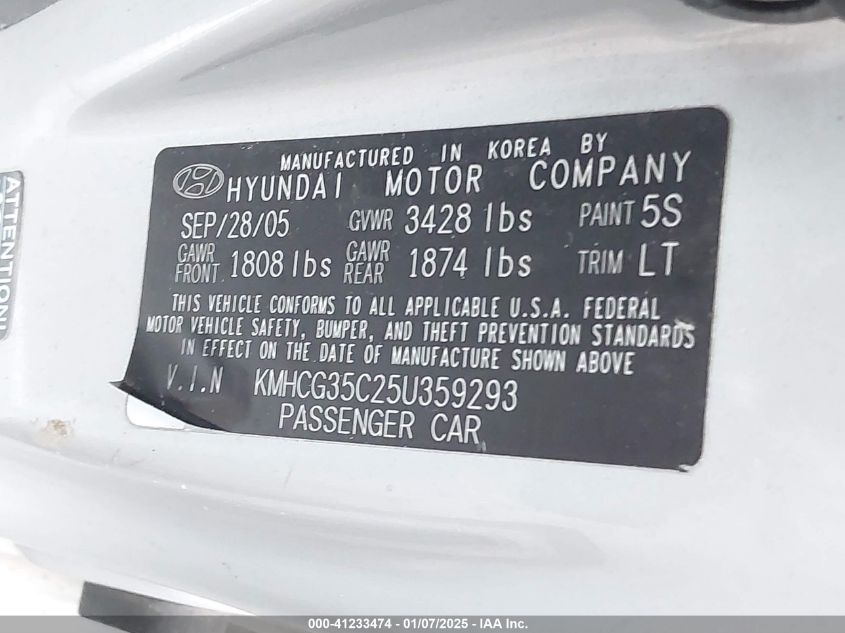 ATTENTION!
MANUFACTURED IN KOREA BY
HYUNDAI MOTOR COMPANY
SEP/28/05 GVWR 3428 lbs PAINT 5S
GAWR FRONT 1808 lbs GAWR REAR 1874 lbs TRIM LT
THIS VEHICLE CONFORMS TO ALL APPLICABLE U.S.A. FEDERAL
MOTOR VEHICLE SAFETY, BUMPER, AND THEFT PREVENTION STANDARDS
IN EFFECT ON THE DATE OF MANUFACTURE SHOWN ABOVE
V.I.N KMHCG35C25U359293
PASSENGER CAR
000-41233474 - 01/07/2025 - IAA Inc.